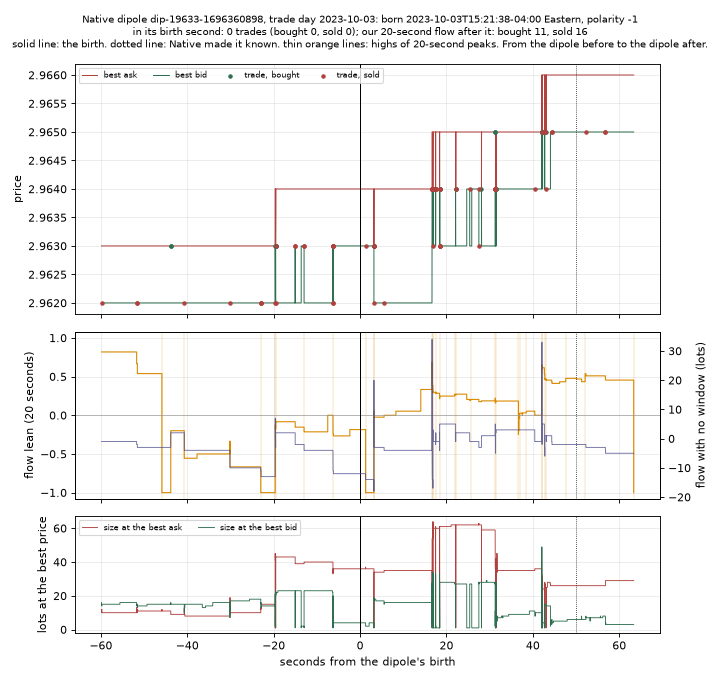 Native dipole dip-19633-1696360898, trade day 2023-10-03: born 2023-10-03T15:21:38-04:00 Eastern, polarity -1
in its birth second: 0 trades (bought 0, sold 0); our 20-second flow after it: bought 11, sold 16
solid line: the birth. dotted line: Native made it known. thin orange lines: highs of 20-second peaks. From the dipole before to the dipole after.
best ask
best bid
trade, bought
trade, sold
2.9660
2.9655
2.9650
2.9645
2.9640
2.9635
2.9630
2.9625
2.9620
price
1.0
0.5
0.0
−0.5
−1.0
flow lean (20 seconds)
30
20
10
0
−10
−20
flow with no window (lots)
size at the best ask
size at the best bid
60
40
20
0
lots at the best price
−60
−40
−20
0
20
40
60
seconds from the dipole's birth